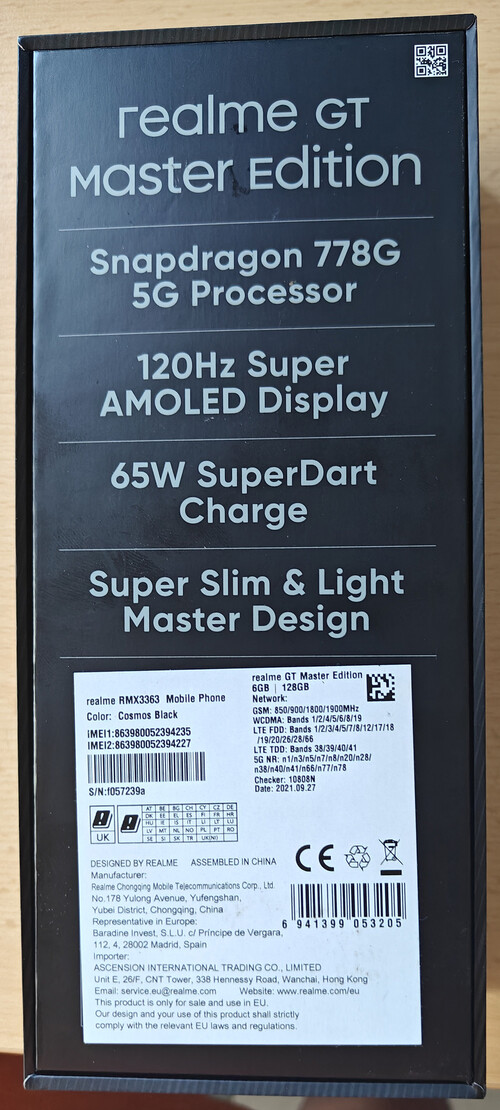 realme GT
Master Edition
Snapdragon 778G
5G Processor
120Hz Super
AMOLED Display
65W SuperDart
Charge
Super Slim & Light
Master Design
realme RMX3363 Mobile Phone
Color: Cosmos Black
IMEI1:863980052394235
IMEI2:863980052394227
S/N:f057239a
realme GT Master Edition
6GB | 128GB
Network:
GSM: 850/900/1800/1900MHz
WCDMA: Bands 1/2/4/5/6/8/19
LTE FDD: Bands 1/2/3/4/5/7/8/12/17/18
/19/20/26/28/66
LTE TDD: Bands 38/39/40/41
5G NR: n1/n3/n5/n7/n8/n20/n28/
n38/n40/n41/n66/n77/n78
Checker: 10808N
Date: 2021.09.27
UK
AT BE BG CH CY CZ DE
DK EE EL ES FI FR HR
HU IE IS IT LI LT LU
LV MT NL NO PL PT RO
SE SI SK TR UK(NI)
DESIGNED BY REALME ASSEMBLED IN CHINA
Manufacturer:
Realme Chongqing Mobile Telecommunications Corp., Ltd.
No.178 Yulong Avenue, Yufengshan,
Yubei District, Chongqing, China
Representative in Europe:
Baradine Invest, S.L.U. c/ Príncipe de Vergara,
112, 4, 28002 Madrid, Spain
Importer:
ASCENSION INTERNATIONAL TRADING CO., LIMITED
Unit E, 26/F, CNT Tower, 338 Hennessy Road, Wanchai, Hong Kong
Email: service.eu@realme.com Website: www.realme.com/eu
This product is only for sale and use in EU.
Our design and your use of this product shall strictly
comply with the relevant EU laws and regulations.
CE
6 941399 053205